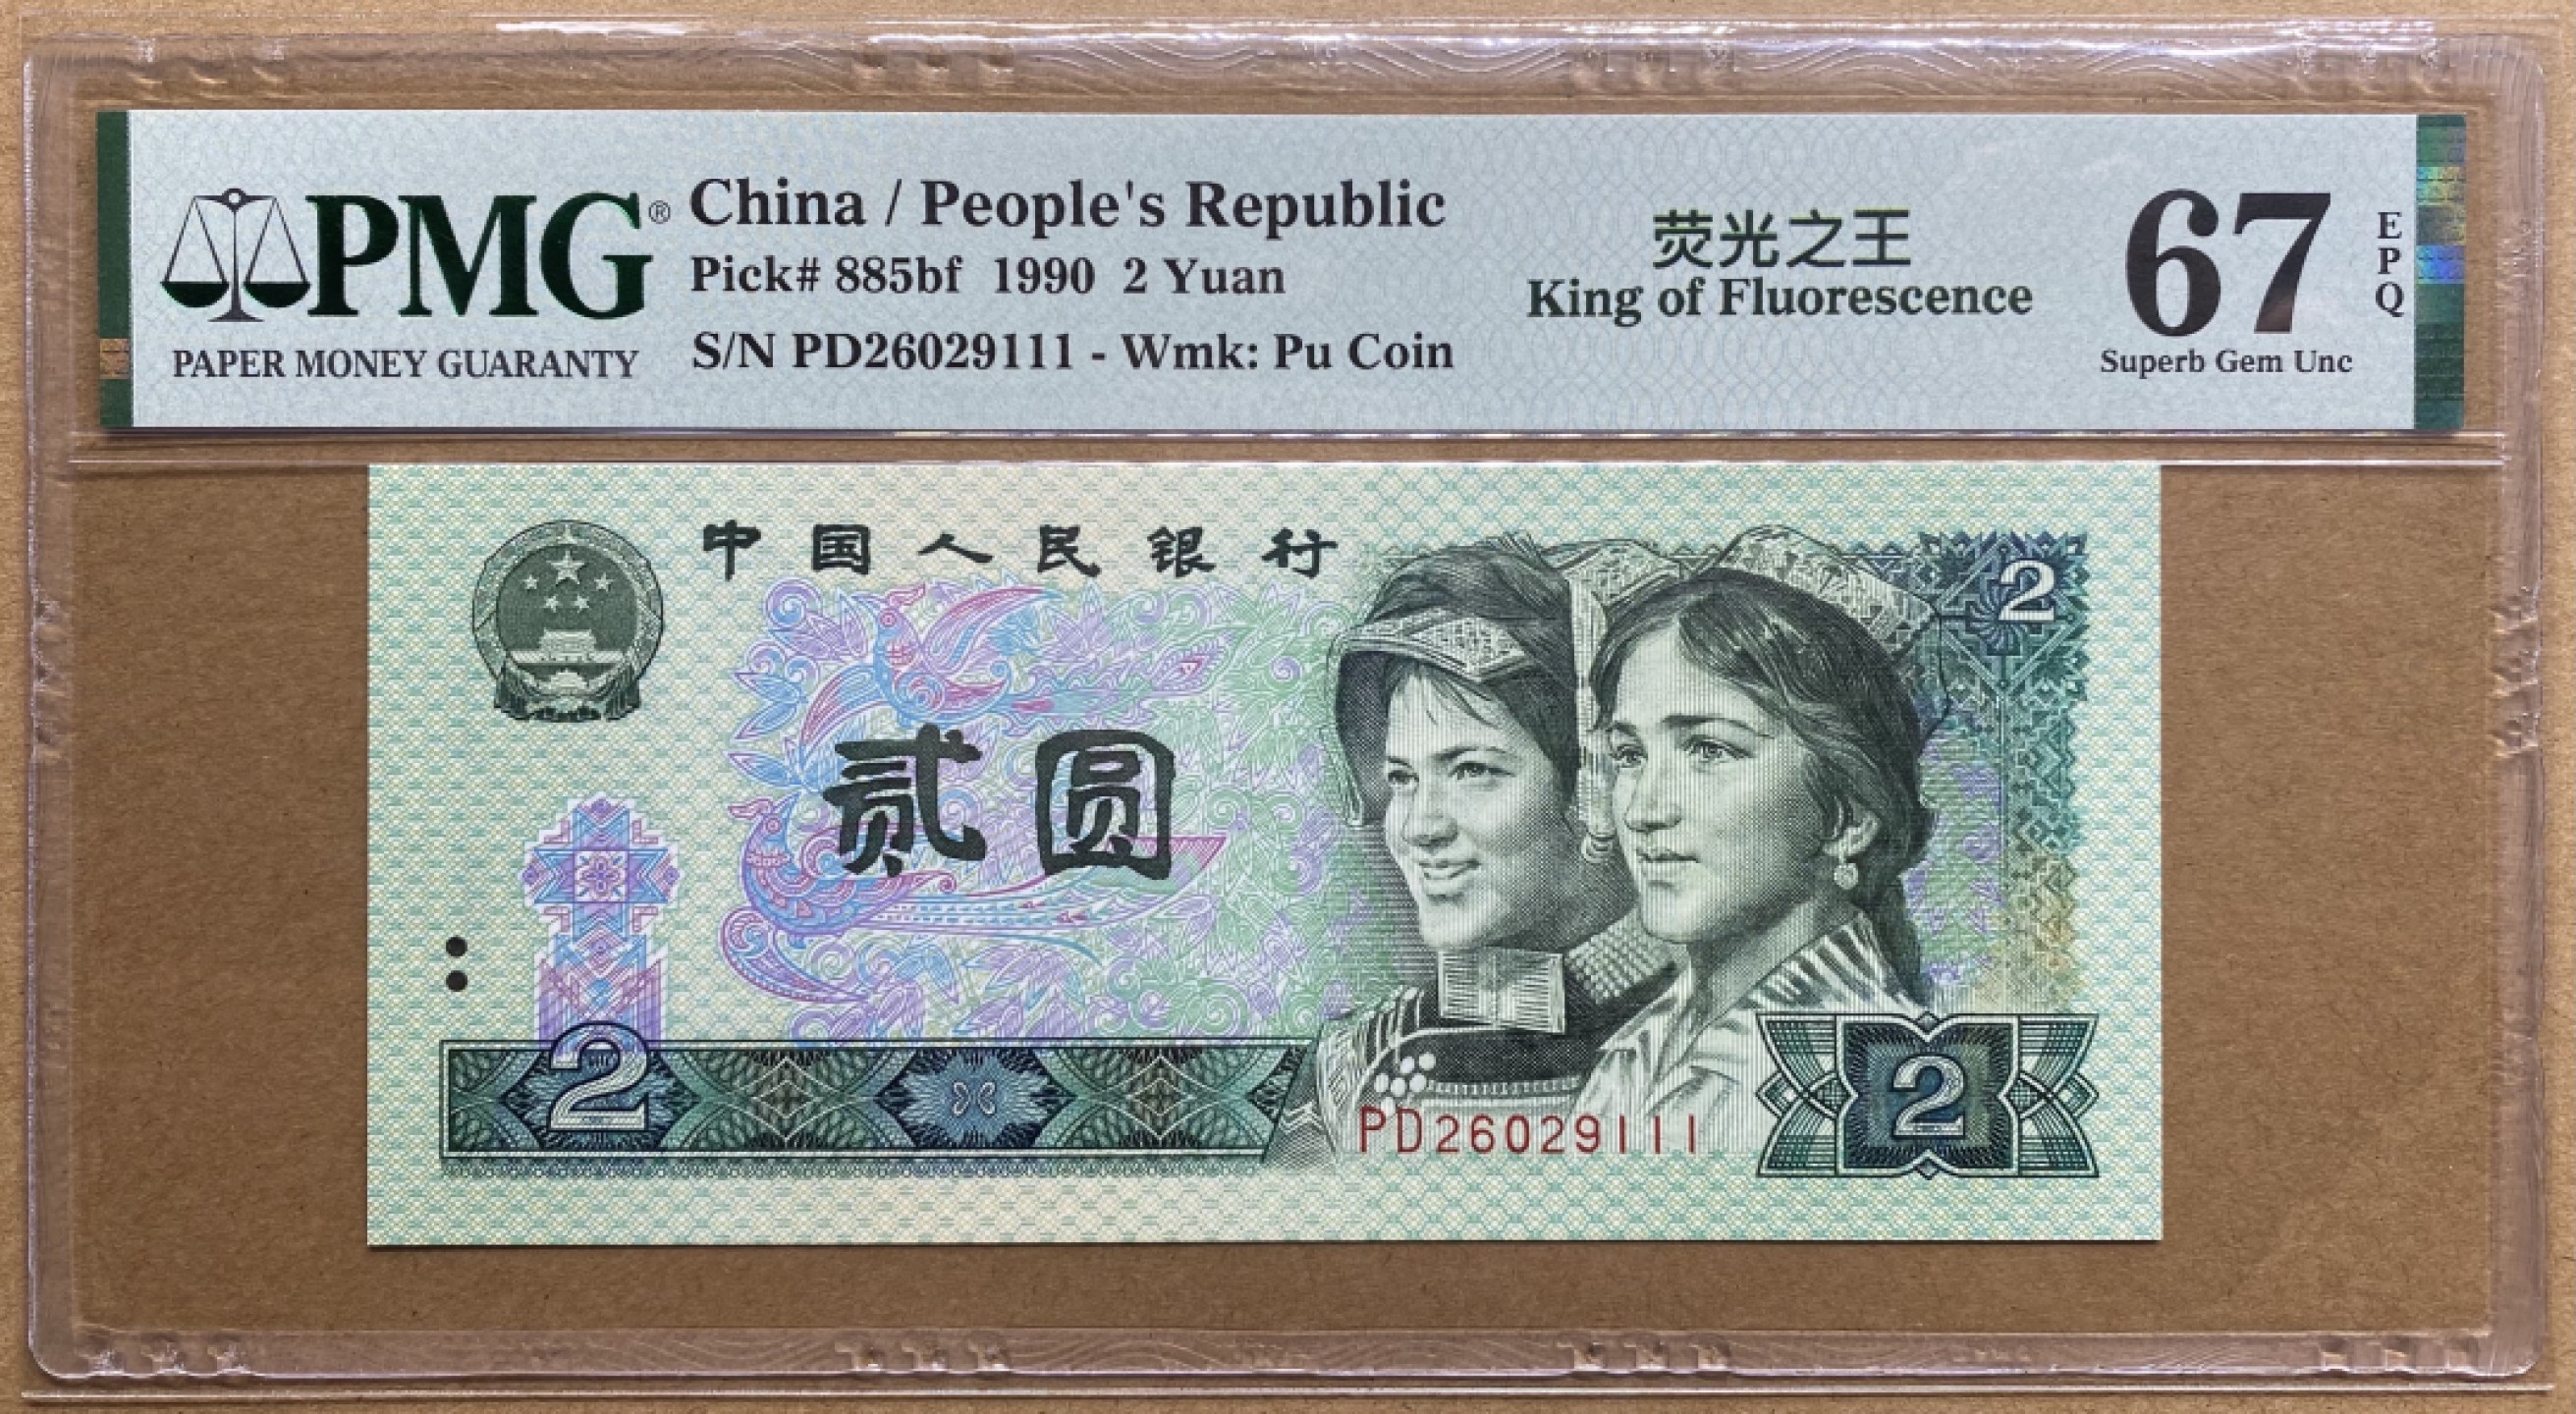 PMG®
PAPER MONEY GUARANTY
China / People's Republic
Pick# 885bf 1990 2 Yuan
S/N PD26029111 - Wmk: Pu Coin
荧光之王
King of Fluorescence
67
EPQ
Superb Gem Unc
中国人民银行
2
贰圆
2
2
PD26029111